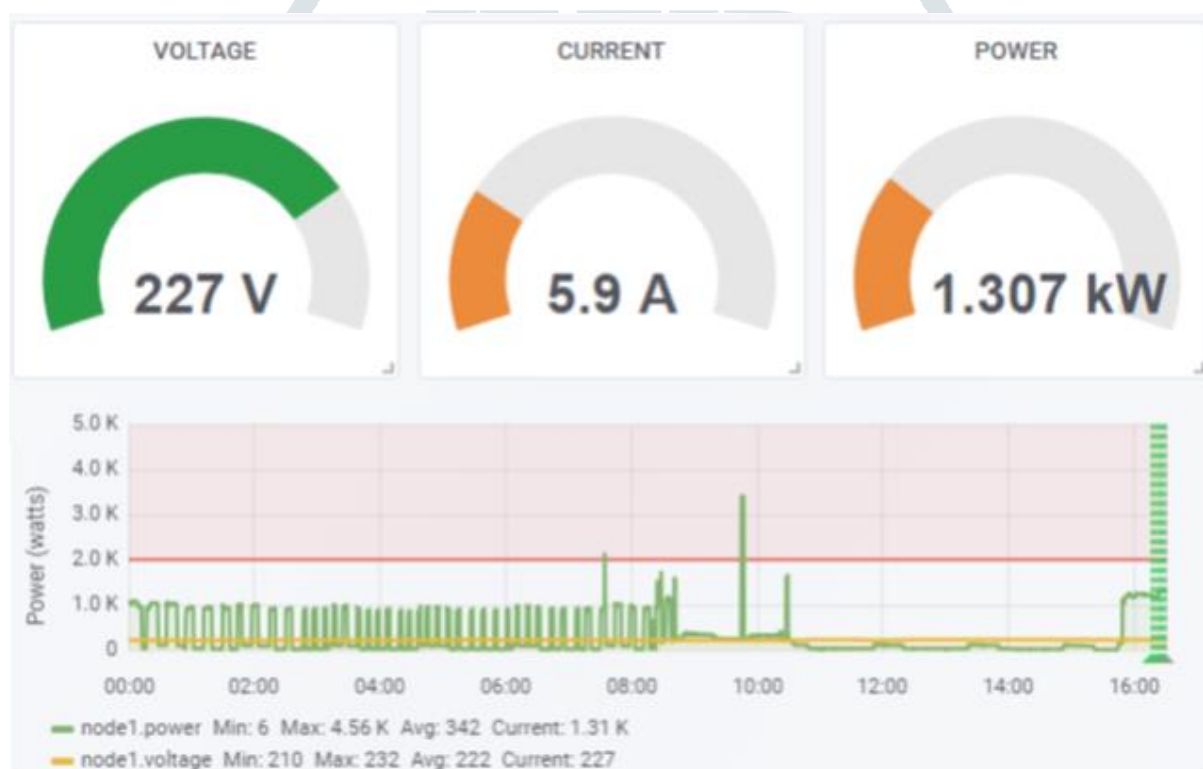 VOLTAGE
CURRENT
POWER
227 V
5.9 A
1.307 kW
Power (watts)
5.0 K
4.0 K
3.0 K
2.0 K
1.0 K
0
00:00 02:00 04:00 06:00 08:00 10:00 12:00 14:00 16:00
node1.power Min: 6 Max: 4.56 K Avg: 342 Current: 1.31 K
node1.voltage Min: 210 Max: 232 Avg: 222 Current: 227